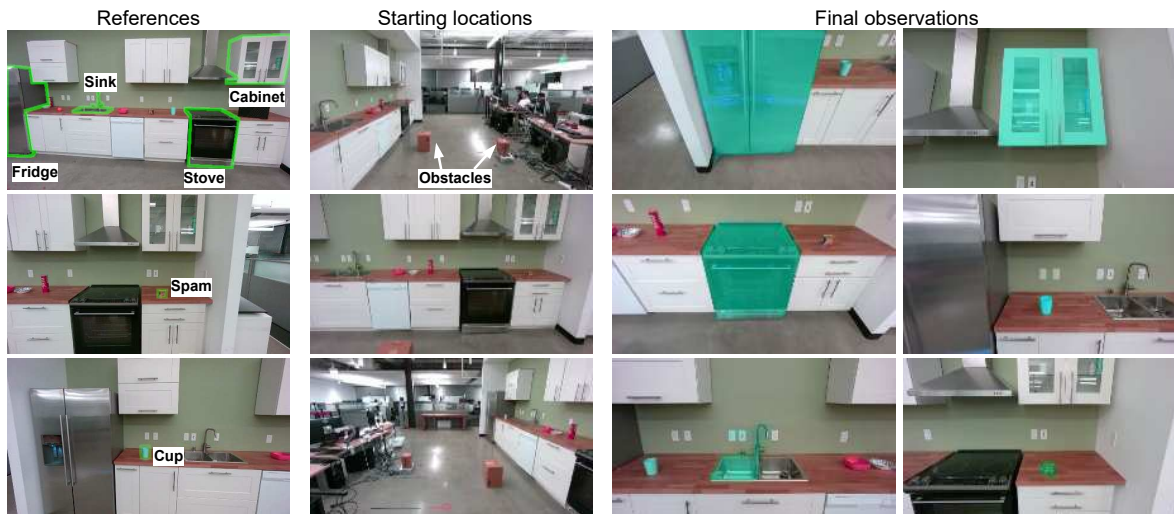 References
Starting locations
Final observations
Sink
Cabinet
Fridge
Stove
Obstacles
Spam
Cup